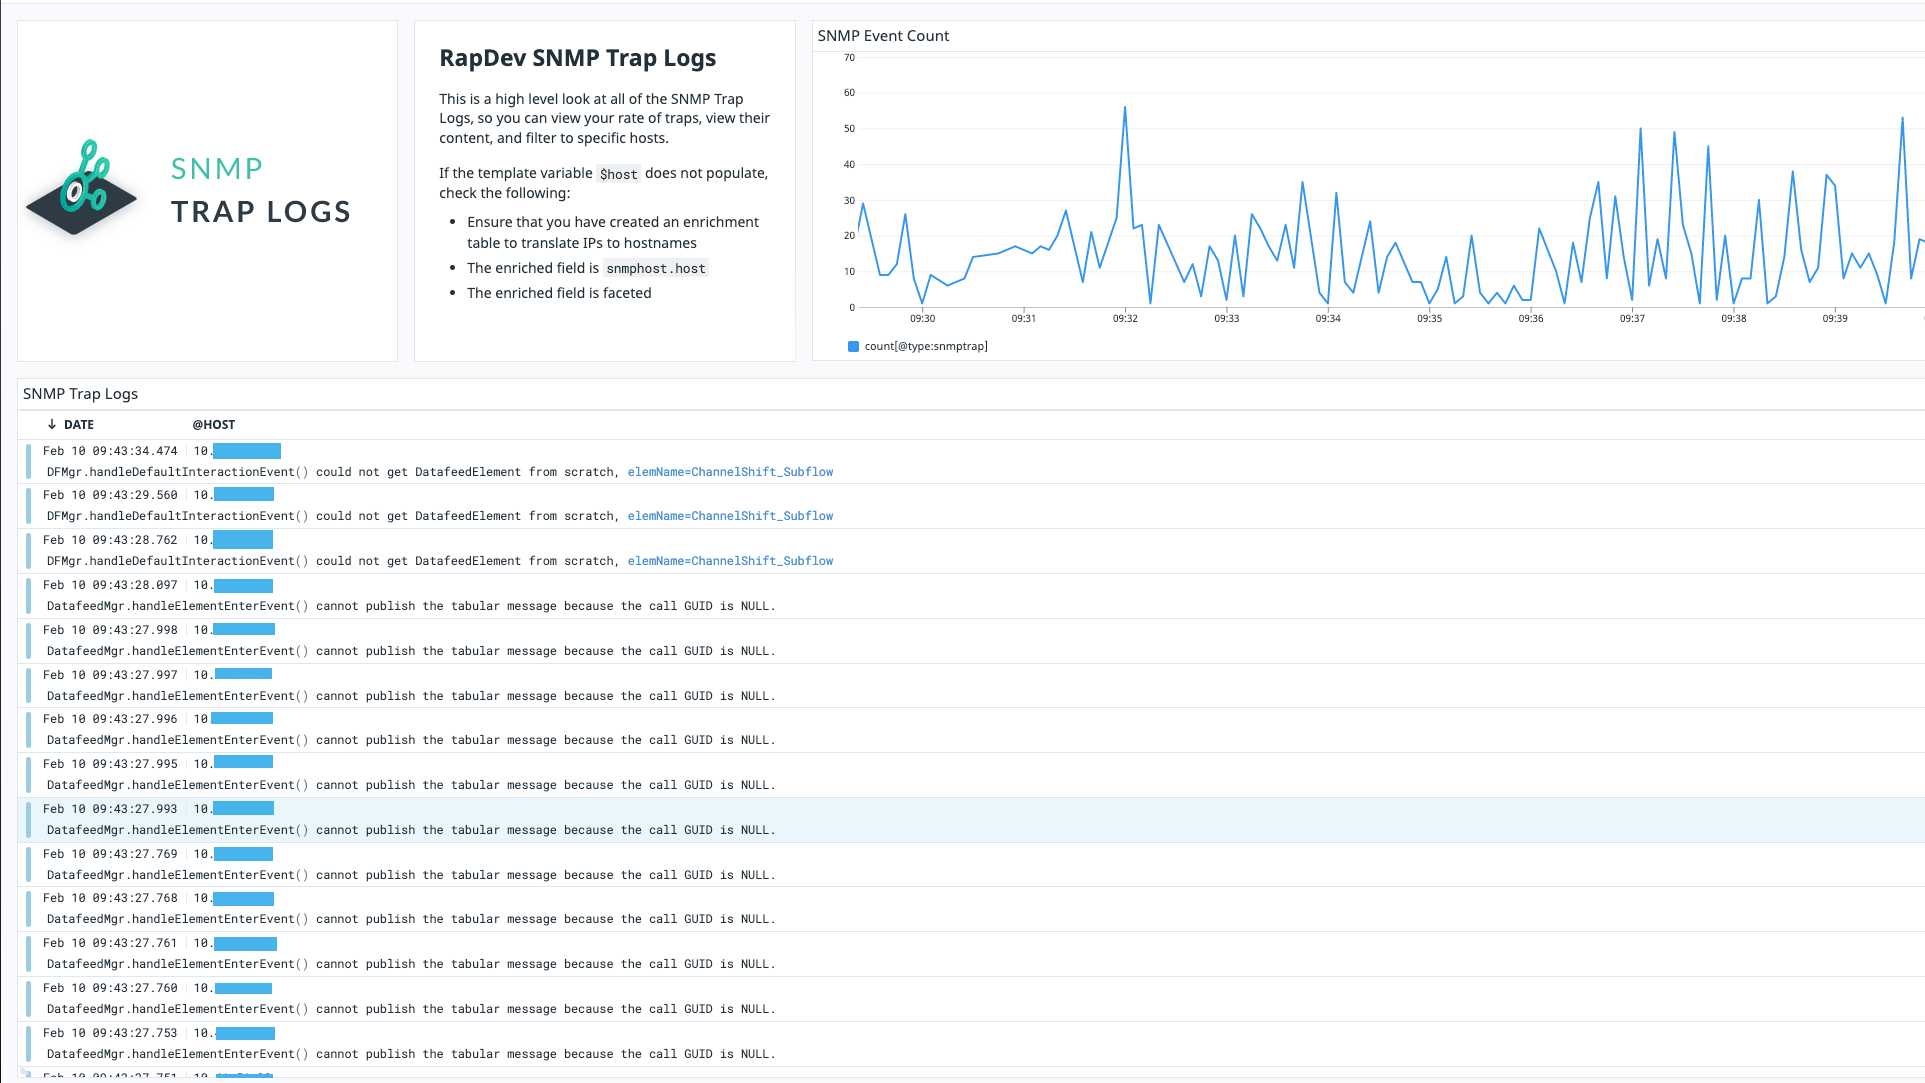 SNMP
TRAP LOGS
RapDev SNMP Trap Logs
This is a high level look at all of the SNMP Trap
Logs, so you can view your rate of traps, view their
content, and filter to specific hosts.
If the template variable $host does not populate,
check the following:
• Ensure that you have created an enrichment
table to translate IPs to hostnames
• The enriched field is snmphost.host
• The enriched field is faceted
SNMP Event Count
70
60
50
40
30
20
10
0
09:30 09:31 09:32 09:33 09:34 09:35 09:36 09:37 09:38 09:39
count[@type:snmptrap]
SNMP Trap Logs
↓ DATE @HOST
Feb 10 09:43:34.474 10.
DFMgr.handleDefaultInteractionEvent() could not get DatafeedElement from scratch, elemName=ChannelShift_Subflow
Feb 10 09:43:29.560 10.
DFMgr.handleDefaultInteractionEvent() could not get DatafeedElement from scratch, elemName=ChannelShift_Subflow
Feb 10 09:43:28.762 10.
DFMgr.handleDefaultInteractionEvent() could not get DatafeedElement from scratch, elemName=ChannelShift_Subflow
Feb 10 09:43:28.097 10.
DatafeedMgr.handleElementEnterEvent() cannot publish the tabular message because the call GUID is NULL.
Feb 10 09:43:27.998 10.
DatafeedMgr.handleElementEnterEvent() cannot publish the tabular message because the call GUID is NULL.
Feb 10 09:43:27.997 10.
DatafeedMgr.handleElementEnterEvent() cannot publish the tabular message because the call GUID is NULL.
Feb 10 09:43:27.996 10
DatafeedMgr.handleElementEnterEvent() cannot publish the tabular message because the call GUID is NULL.
Feb 10 09:43:27.995 10.
DatafeedMgr.handleElementEnterEvent() cannot publish the tabular message because the call GUID is NULL.
Feb 10 09:43:27.993 10.
DatafeedMgr.handleElementEnterEvent() cannot publish the tabular message because the call GUID is NULL.
Feb 10 09:43:27.769 10.
DatafeedMgr.handleElementEnterEvent() cannot publish the tabular message because the call GUID is NULL.
Feb 10 09:43:27.768 10.
DatafeedMgr.handleElementEnterEvent() cannot publish the tabular message because the call GUID is NULL.
Feb 10 09:43:27.761 10.
DatafeedMgr.handleElementEnterEvent() cannot publish the tabular message because the call GUID is NULL.
Feb 10 09:43:27.760 10.
DatafeedMgr.handleElementEnterEvent() cannot publish the tabular message because the call GUID is NULL.
Feb 10 09:43:27.753 10.
DatafeedMgr.handleElementEnterEvent() cannot publish the tabular message because the call GUID is NULL.
Feb 10 09:43:27.751 10.